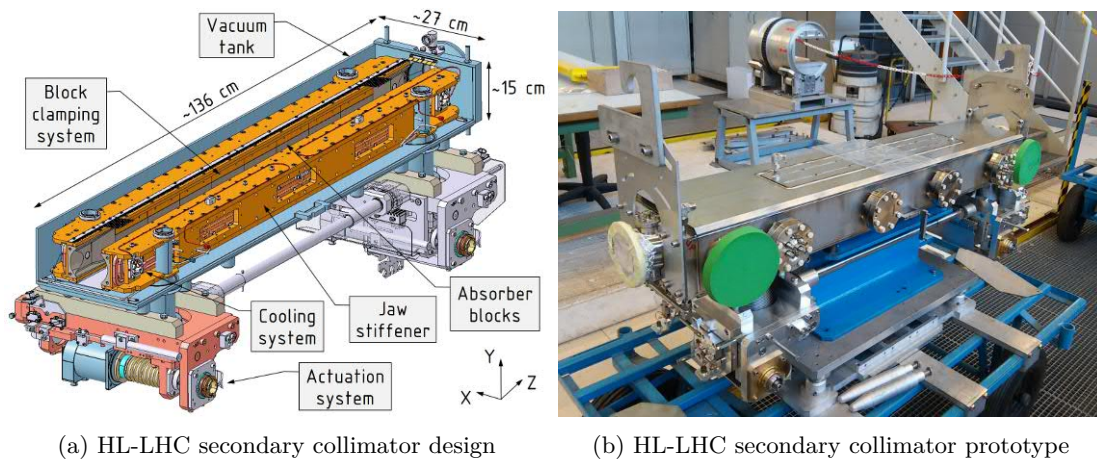 ~27 cm
Vacuum
tank
~136 cm
~15 cm
Block
clamping
system
Cooling
system
Jaw
stiffener
Absorber
blocks
Actuation
system
Y
Z
X
(a) HL-LHC secondary collimator design
(b) HL-LHC secondary collimator prototype